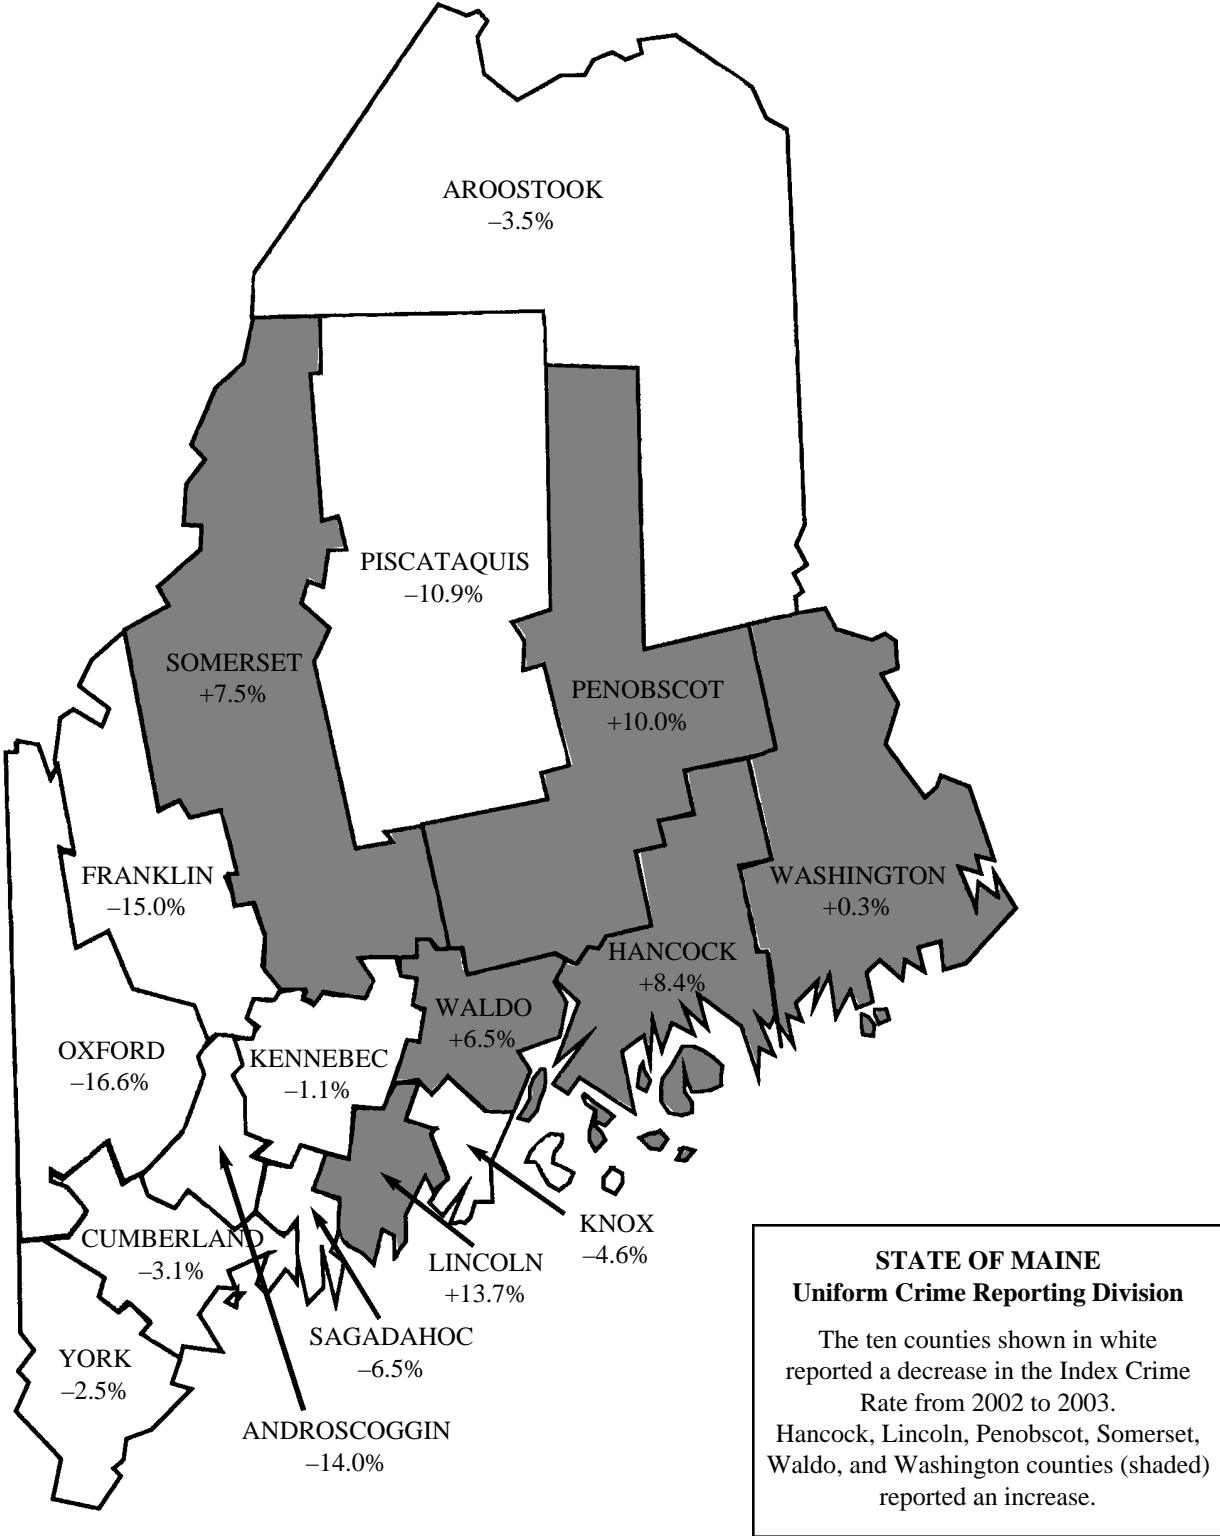 AROOSTOOK
–3.5%
PISCATAQUIS
–10.9%
SOMERSET
+7.5%
PENOBSCOT
+10.0%
FRANKLIN
–15.0%
WASHINGTON
+0.3%
HANCOCK
+8.4%
WALDO
+6.5%
OXFORD
–16.6%
KENNEBEC
–1.1%
KNOX
–4.6%
CUMBERLAND
–3.1%
LINCOLN
+13.7%
SAGADAHOC
–6.5%
YORK
–2.5%
ANDROSCOGGIN
–14.0%
STATE OF MAINE
Uniform Crime Reporting Division
The ten counties shown in white
reported a decrease in the Index Crime
Rate from 2002 to 2003.
Hancock, Lincoln, Penobscot, Somerset,
Waldo, and Washington counties (shaded)
reported an increase.